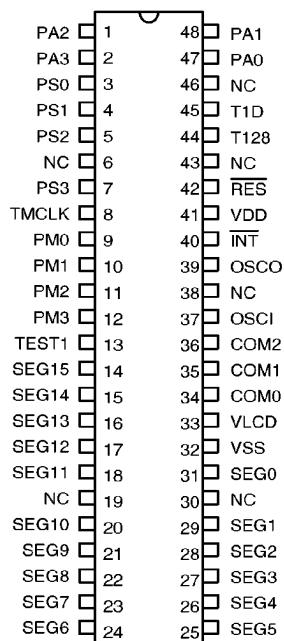 PA2 1 48 PA1
PA3 2 47 PA0
PS0 3 46 NC
PS1 4 45 T1D
PS2 5 44 T128
NC 6 43 NC
PS3 7 42 RES
TMCLK 8 41 VDD
PM0 9 40 INT
PM1 10 39 OSCO
PM2 11 38 NC
PM3 12 37 OSCI
TEST1 13 36 COM2
SEG15 14 35 COM1
SEG14 15 34 COM0
SEG13 16 33 VLCD
SEG12 17 32 VSS
SEG11 18 31 SEG0
NC 19 30 NC
SEG10 20 29 SEG1
SEG9 21 28 SEG2
SEG8 22 27 SEG3
SEG7 23 26 SEG4
SEG6 24 25 SEG5